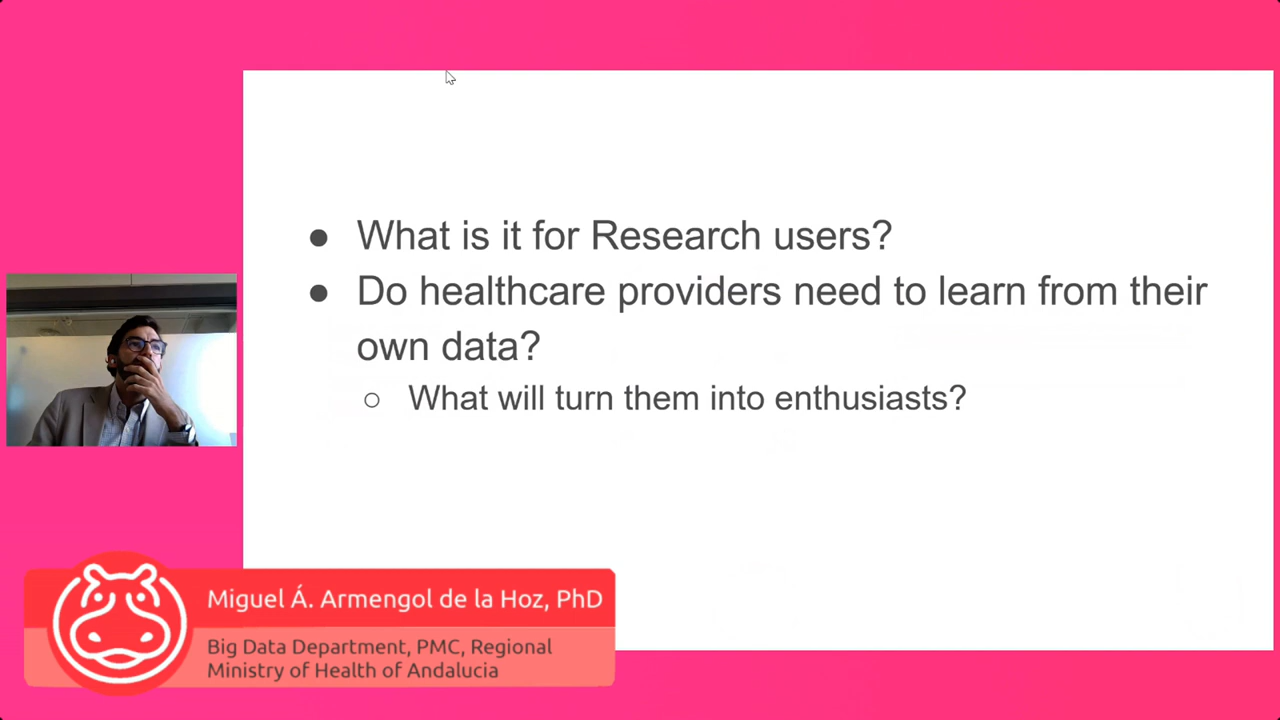 ● What is it for Research users?
● Do healthcare providers need to learn from their
own data?
○ What will turn them into enthusiasts?
Miguel Á. Armengol de la Hoz, PhD
Big Data Department, PMC, Regional
Ministry of Health of Andalucia